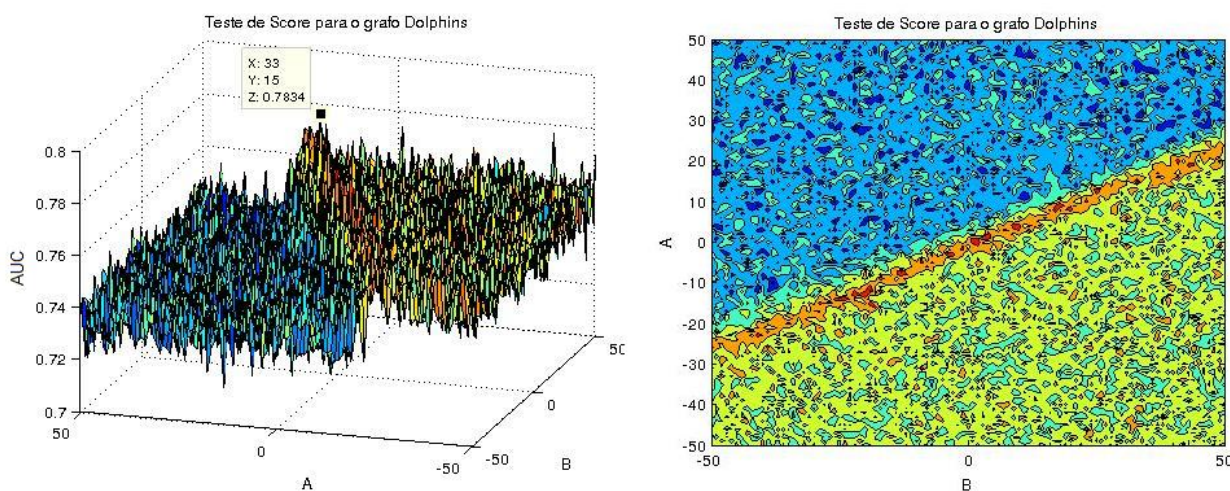 Teste de Score para o grafo Dolphins
X: 33
Y: 15
Z: 0.7834
0.8
0.78
0.76
0.74
0.72
0.7
AUC
50
0
-50
A
-50
0
50
B
Teste de Score para o grafo Dolphins
50
40
30
20
10
0
-10
-20
-30
-40
-50
A
-50
0
50
B